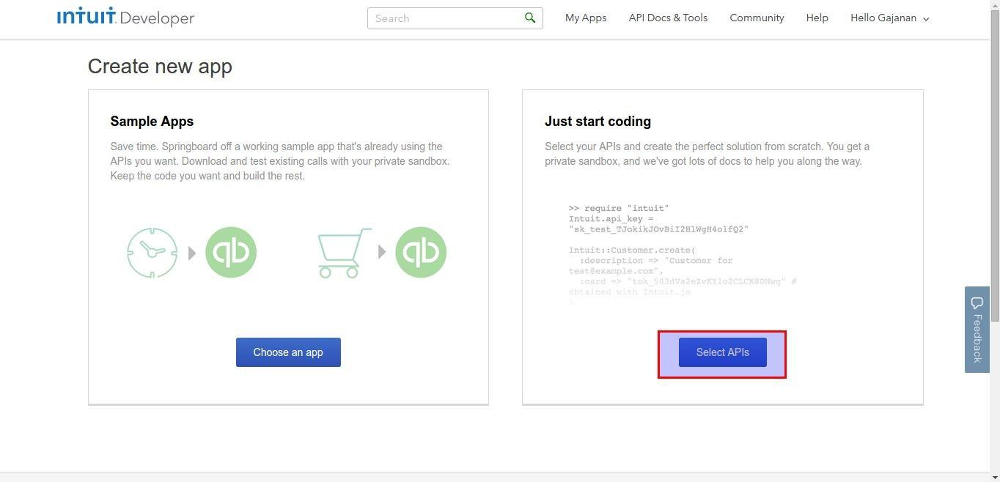 ıntuıt Developer
Search
My Apps
API Docs & Tools
Community
Help
Hello Gajanan
Create new app
Sample Apps
Save time. Springboard off a working sample app that's already using the
APIs you want. Download and test existing calls with your private sandbox.
Keep the code you want and build the rest.
qb
qb
Choose an app
Just start coding
Select your APIs and create the perfect solution from scratch. You get a
private sandbox, and we've got lots of docs to help you along the way.
>> require "intuit"
Intuit.api_key =
"sk_test_TJokikJOvBiI2HlWgH4olfQ2"
Intuit::Customer.create(
:description => "Customer for
test@example.com",
:card => "tok_503dVa2eZvKYlo2CLCK8DNwq" #
obtained with Intuit.js
)
Select APIs
Feedback